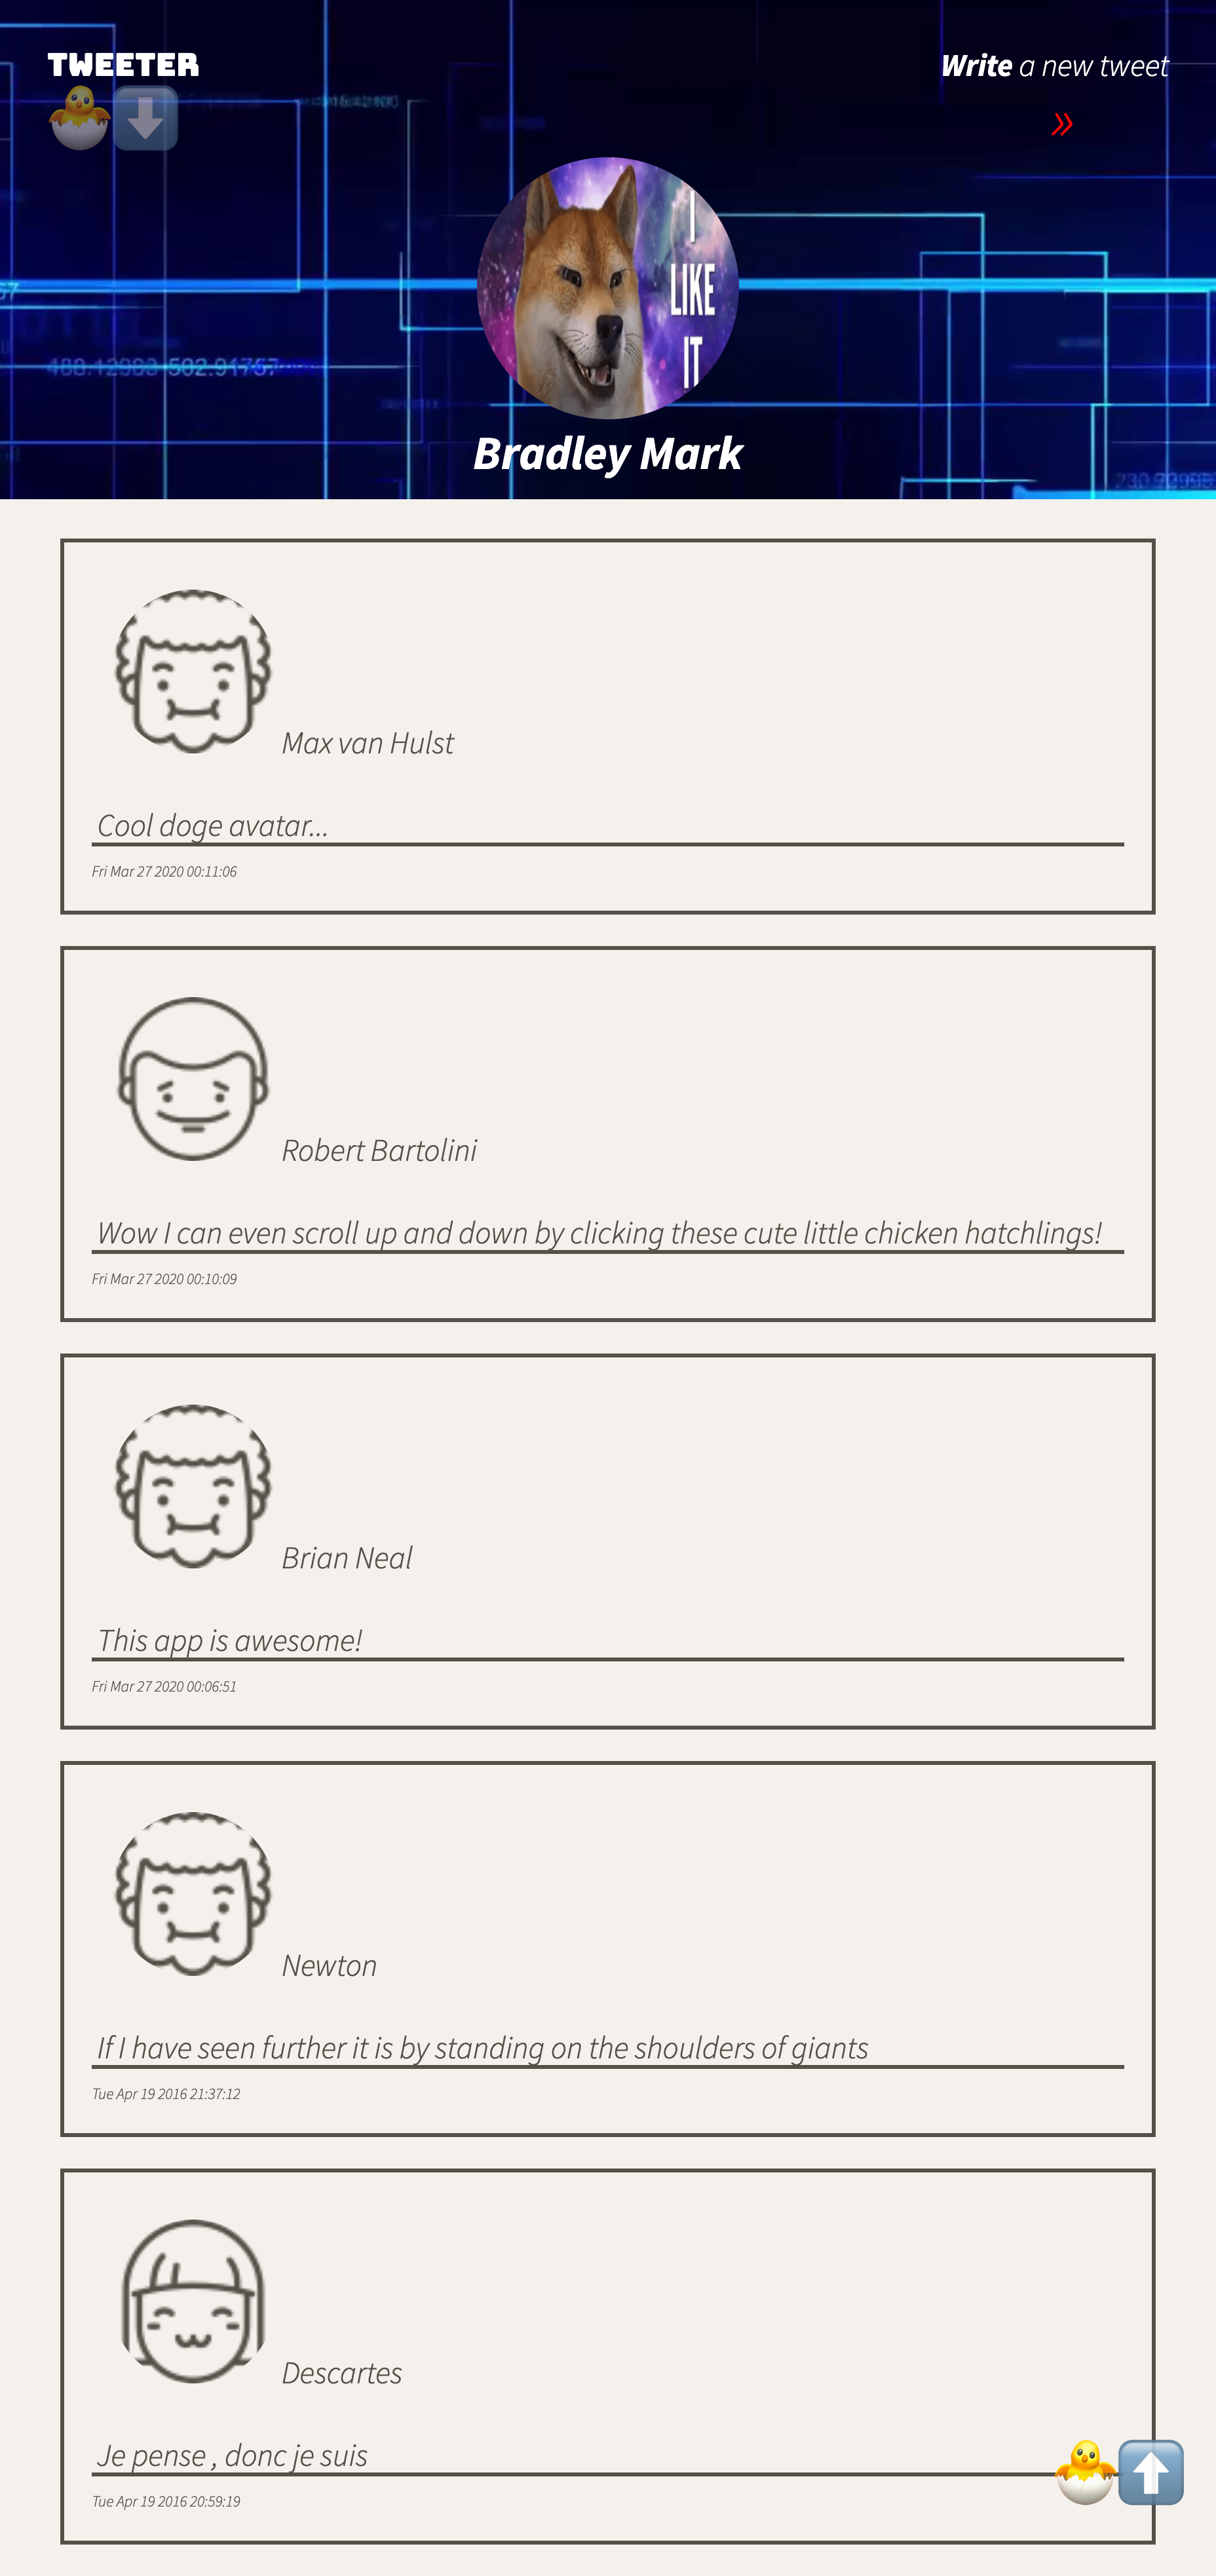 TWEETER
Write a new tweet
»
I
LIKE
IT
488.12983 502.91757
Bradley Mark
Max van Hulst
Cool doge avatar...
Fri Mar 27 2020 00:11:06
Robert Bartolini
Wow I can even scroll up and down by clicking these cute little chicken hatchlings!
Fri Mar 27 2020 00:10:09
Brian Neal
This app is awesome!
Fri Mar 27 2020 00:06:51
Newton
If I have seen further it is by standing on the shoulders of giants
Tue Apr 19 2016 21:37:12
Descartes
Je pense , donc je suis
Tue Apr 19 2016 20:59:19